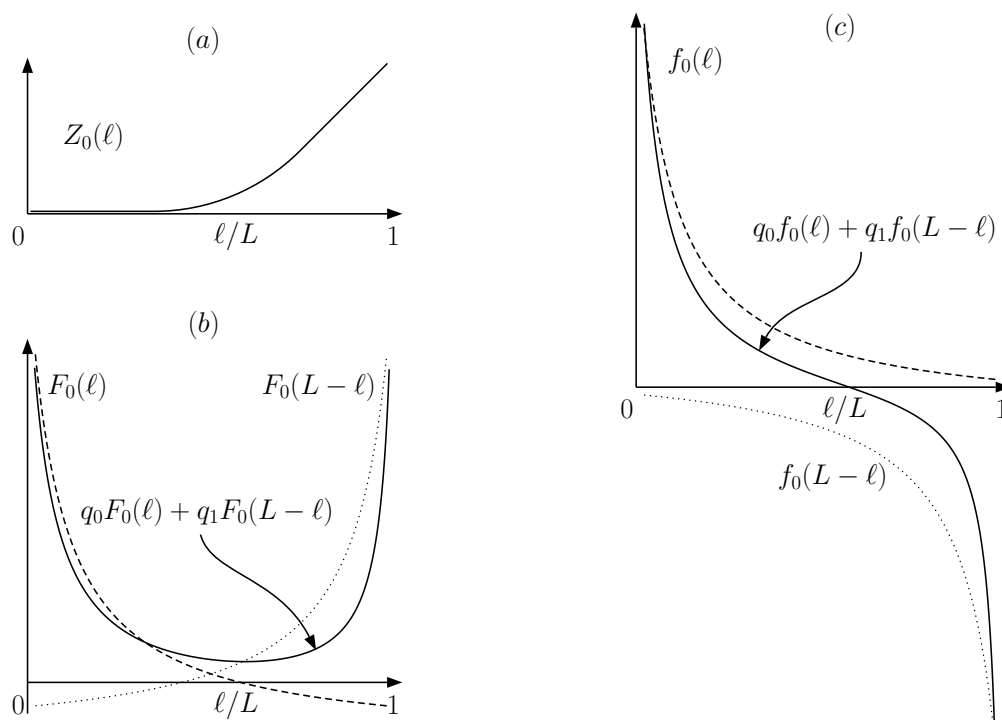 (a)
Z₀(ℓ)
0
ℓ/L
1
(b)
F₀(ℓ)
F₀(L − ℓ)
q₀F₀(ℓ) + q₁F₀(L − ℓ)
0
ℓ/L
1
(c)
f₀(ℓ)
q₀f₀(ℓ) + q₁f₀(L − ℓ)
0
ℓ/L
1
f₀(L − ℓ)